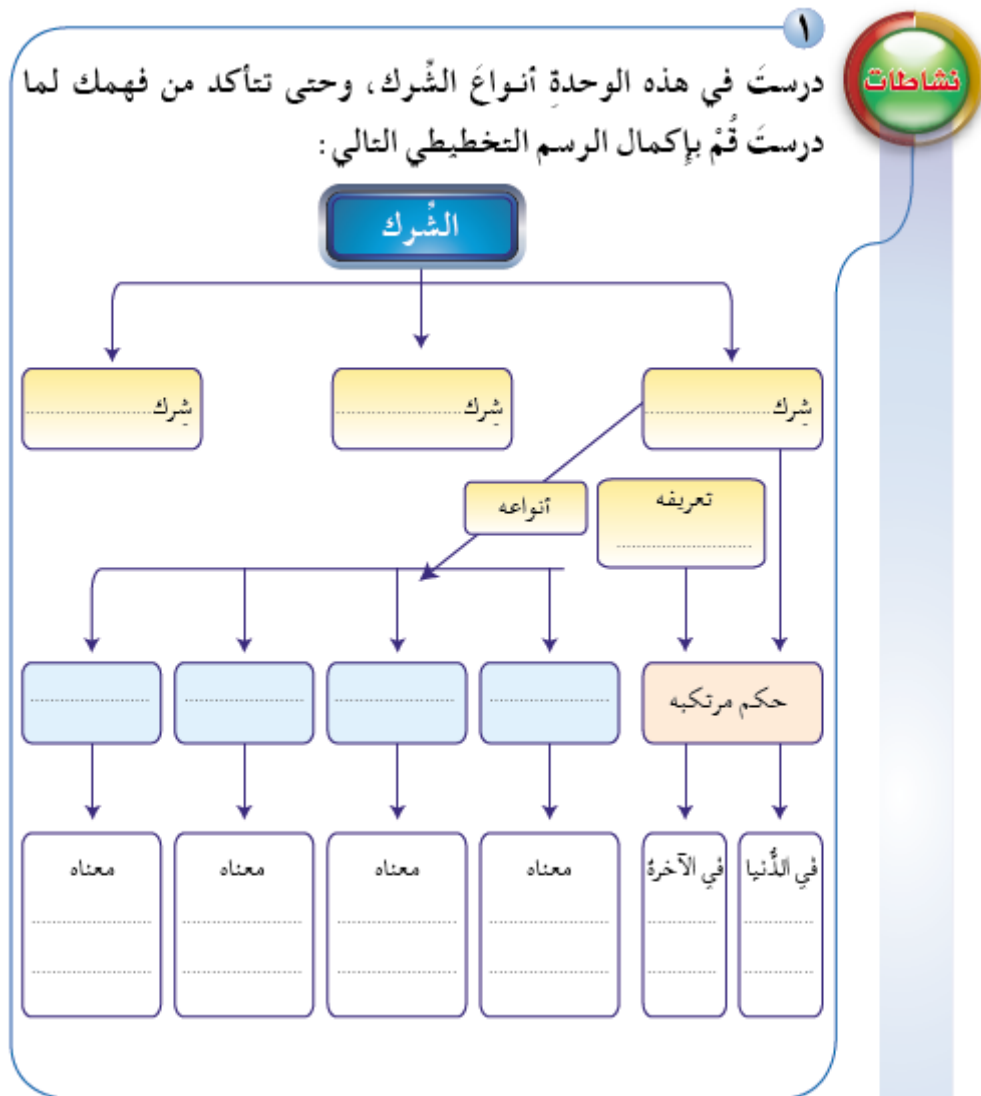 ١
نشاطات
درستَ في هذه الوحدةِ أنواعَ الشِّرك، وحتى تتأكد من فهمك لما
درستَ قُمْ بإكمال الرسم التخطيطي التالي:
الشِّرك
شِرك.......................
شِرك.......................
شِرك.......................
تعريفه
.......................
أنواعه
حكم مرتكبه
.......................
.......................
.......................
.......................
في الدُّنيا
.......................
.......................
في الآخرة
.......................
.......................
معناه
.......................
.......................
معناه
.......................
.......................
معناه
.......................
.......................
معناه
.......................
.......................